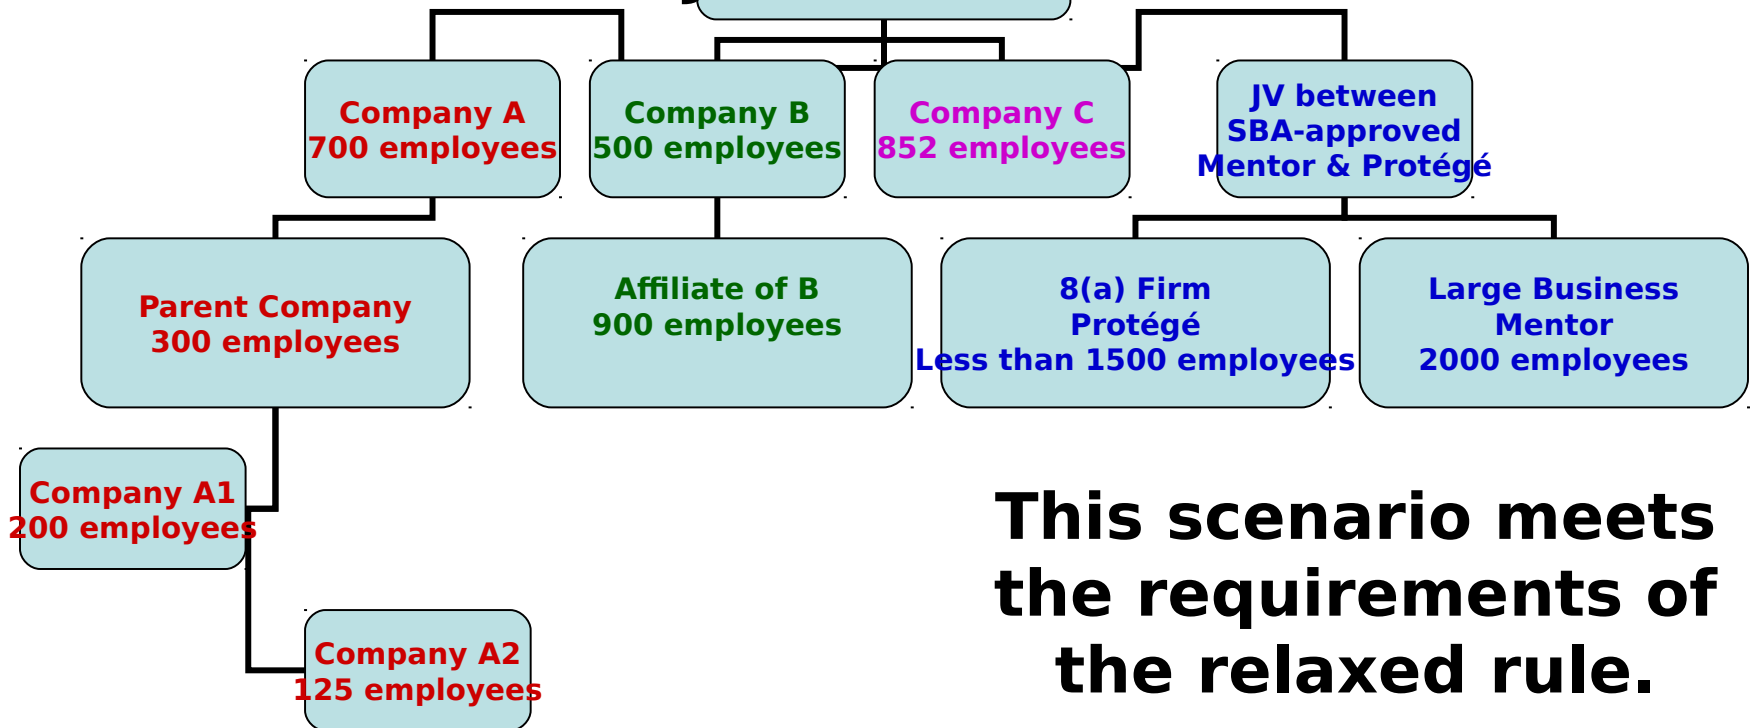 Company A
700 employees
Company B
500 employees
Company C
852 employees
JV between
SBA-approved
Mentor & Protégé
Parent Company
300 employees
Affiliate of B
900 employees
8(a) Firm
Protégé
Less than 1500 employees
Large Business
Mentor
2000 employees
Company A1
200 employees
Company A2
125 employees
This scenario meets
the requirements of
the relaxed rule.